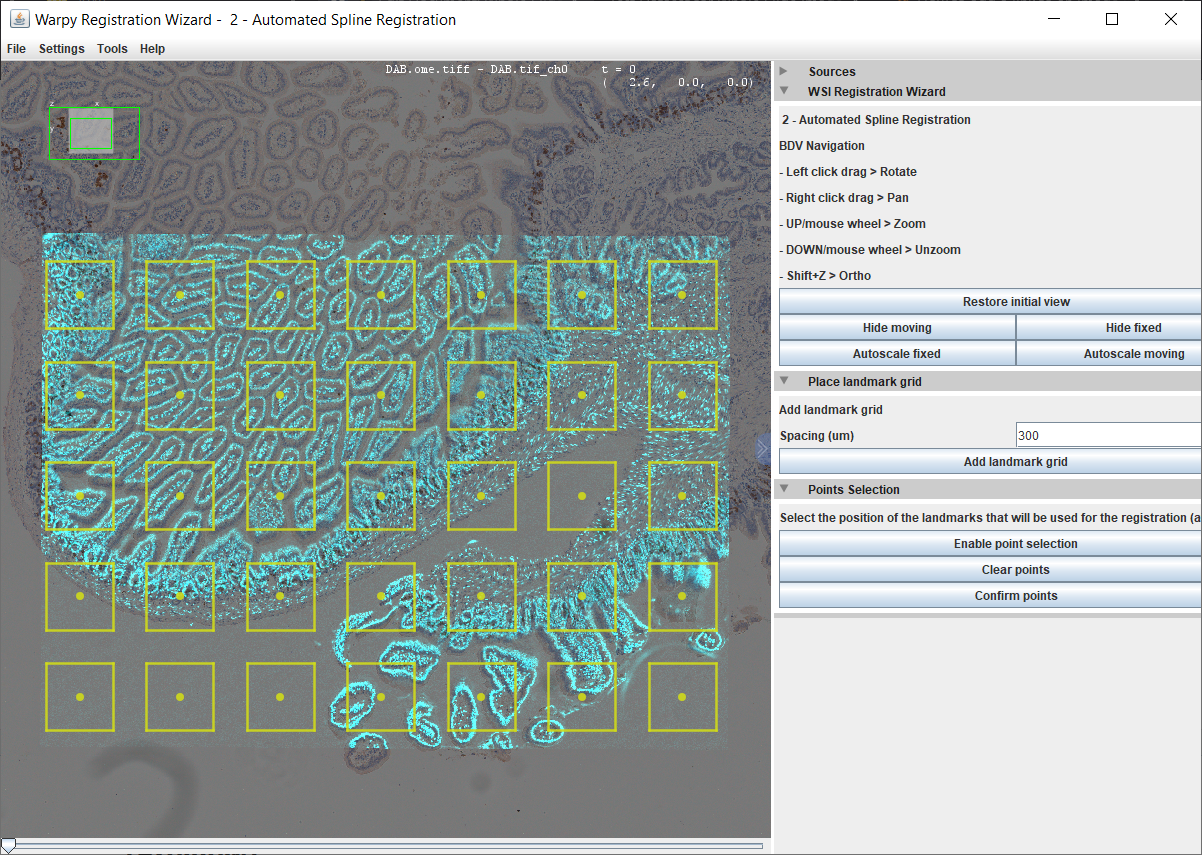 Warpy Registration Wizard - 2 - Automated Spline Registration
File Settings Tools Help
DAB.ome.tiff - DAB.tif_ch0 t = 0
( 2.6, 0.0, 0.0)
z x
y
Sources
WSI Registration Wizard
2 - Automated Spline Registration
BDV Navigation
- Left click drag > Rotate
- Right click drag > Pan
- UP/mouse wheel > Zoom
- DOWN/mouse wheel > Unzoom
- Shift+Z > Ortho
Restore initial view
Hide moving Hide fixed
Autoscale fixed Autoscale moving
Place landmark grid
Add landmark grid
Spacing (um) 300
Add landmark grid
Points Selection
Select the position of the landmarks that will be used for the registration (a
Enable point selection
Clear points
Confirm points